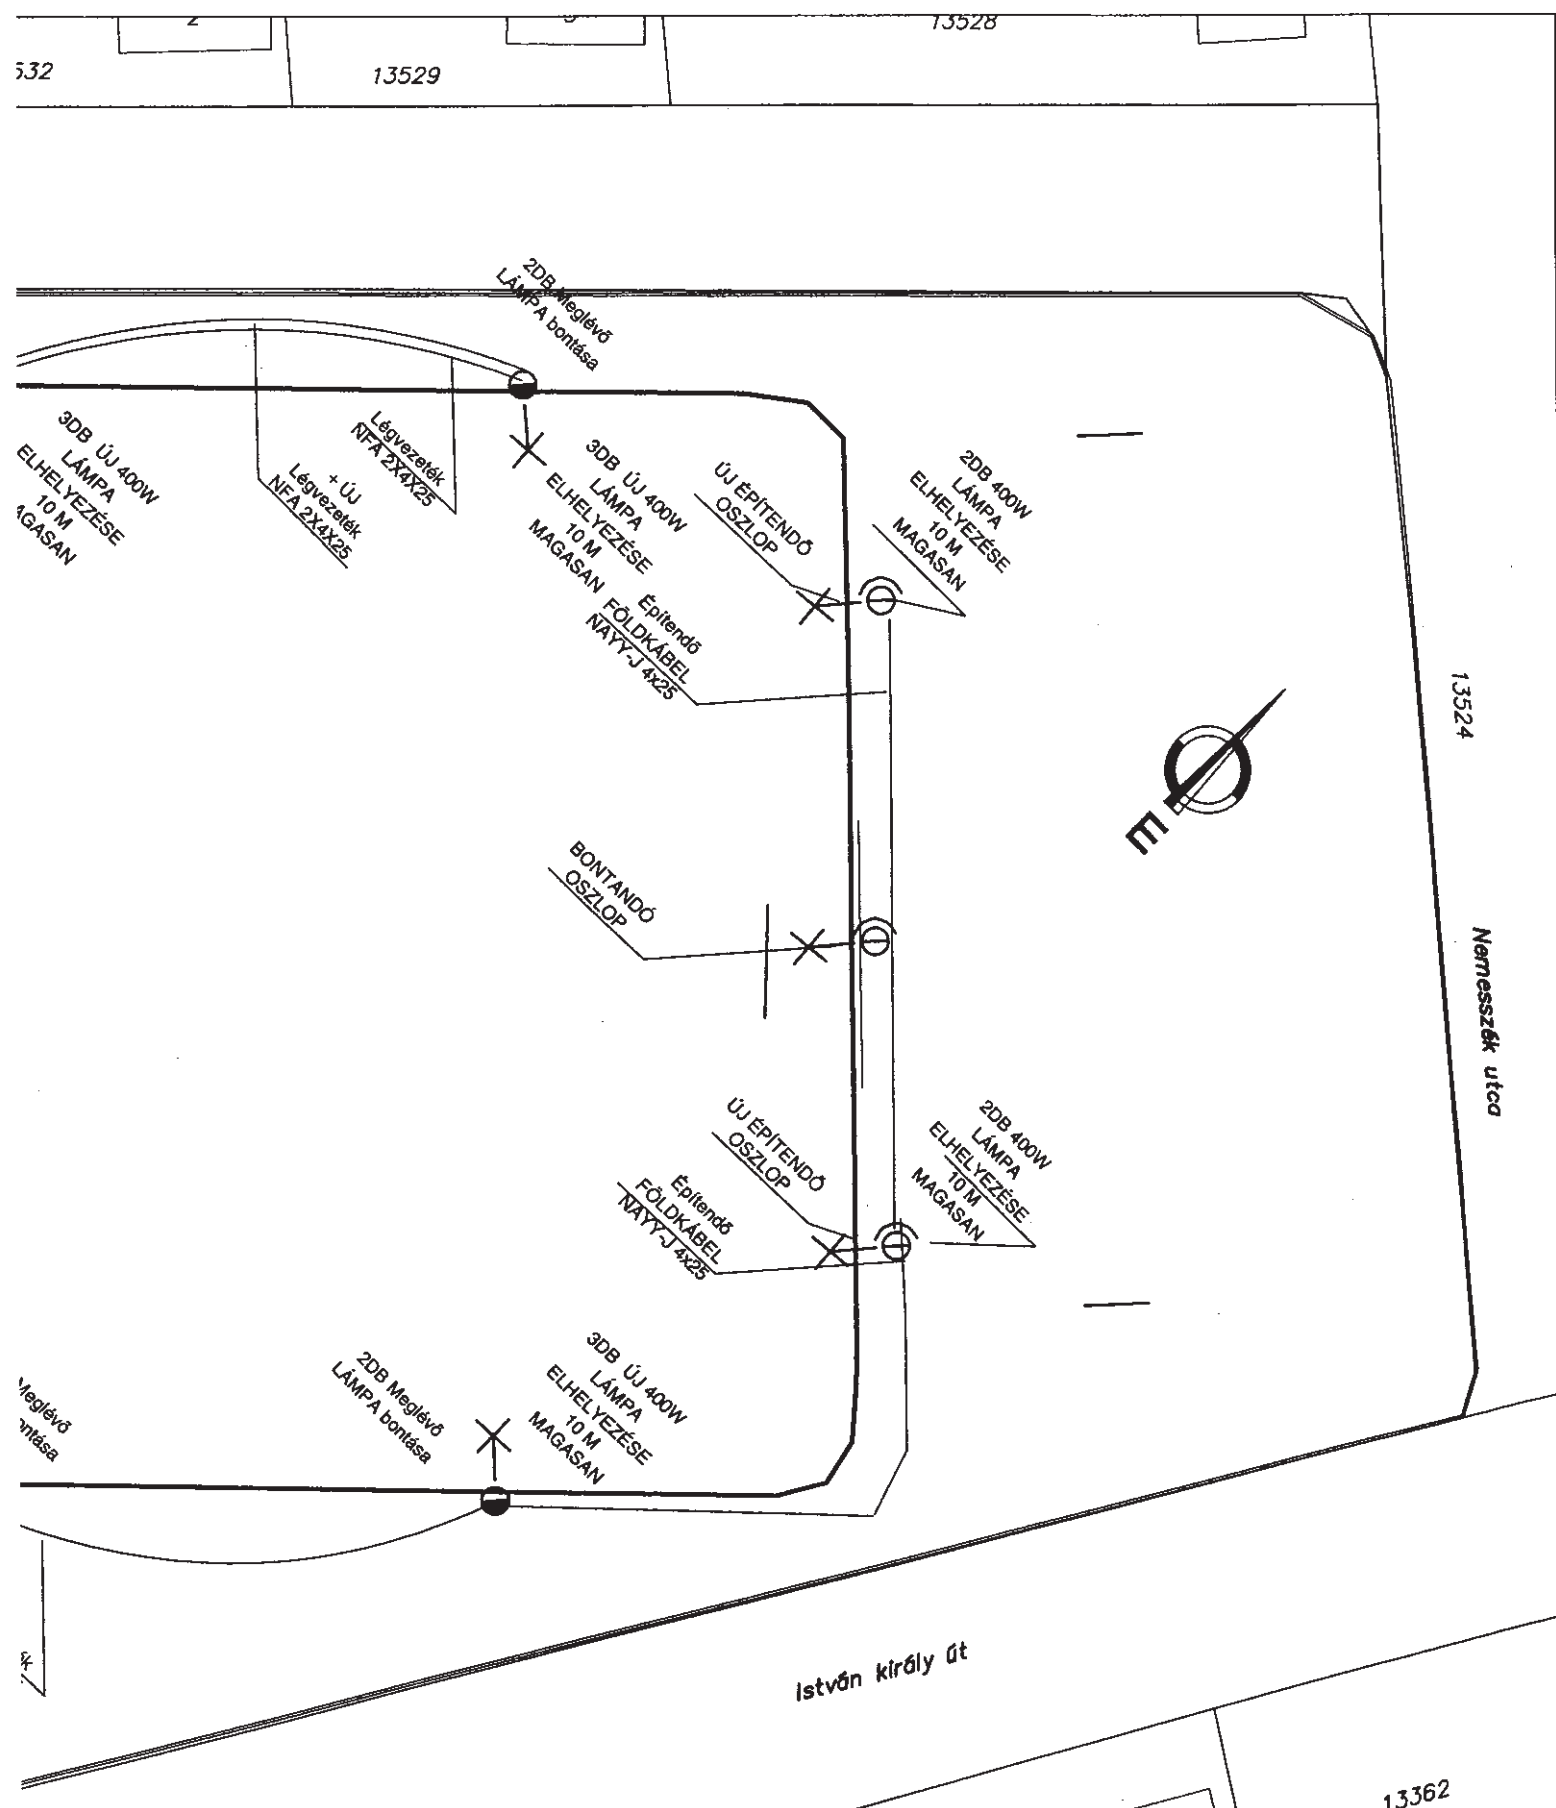 2
13528
532
13529
2DB Meglévő
LÁMPA bontása
3DB ÚJ 400W
LÁMPA
ELHELYEZÉSE
10 M
MAGASAN
+ ÚJ
Légvezeték
NFA 2X4X25
Légvezeték
NFA 2X4X25
3DB ÚJ 400W
LÁMPA
ELHELYEZÉSE
10 M
MAGASAN
ÚJ ÉPÍTENDŐ
OSZLOP
2DB 400W
LÁMPA
ELHELYEZÉSE
10 M
MAGASAN
Építendő
FÖLDKÁBEL
NAYY-J 4x25
13524
É
BONTANDÓ
OSZLOP
Nemesszék utca
ÚJ ÉPÍTENDŐ
OSZLOP
2DB 400W
LÁMPA
ELHELYEZÉSE
10 M
MAGASAN
Építendő
FÖLDKÁBEL
NAYY-J 4x25
Meglévő
2DB Meglévő
LÁMPA bontása
3DB ÚJ 400W
LÁMPA
ELHELYEZÉSE
10 M
MAGASAN
István király út
13362